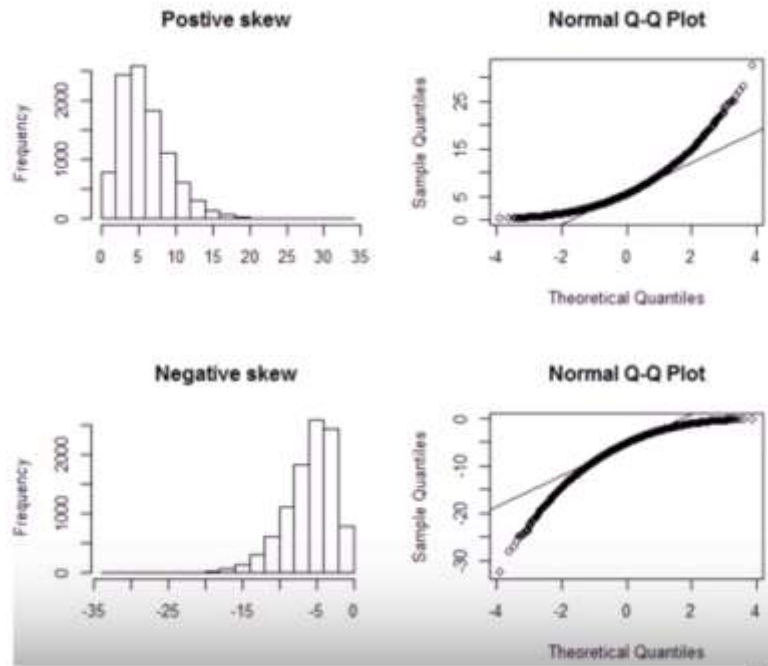 Postive skew
Frequency
2000
1000
0
0 5 10 15 20 25 30 35
Normal Q-Q Plot
Sample Quantiles
25
15
5
0
-4 -2 0 2 4
Theoretical Quantiles
Negative skew
Frequency
2000
1000
0
-35 -25 -15 -5 0
Normal Q-Q Plot
Sample Quantiles
0
-10
-20
-30
-4 -2 0 2 4
Theoretical Quantiles